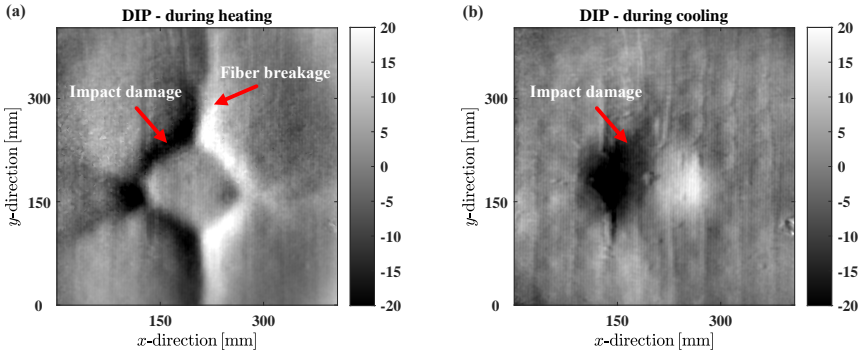 (a)
DIP - during heating
Fiber breakage
Impact damage
300
150
0
y-direction [mm]
150
300
x-direction [mm]
20
15
10
5
0
-5
-10
-15
-20
(b)
DIP - during cooling
Impact damage
300
150
0
y-direction [mm]
150
300
x-direction [mm]
20
15
10
5
0
-5
-10
-15
-20